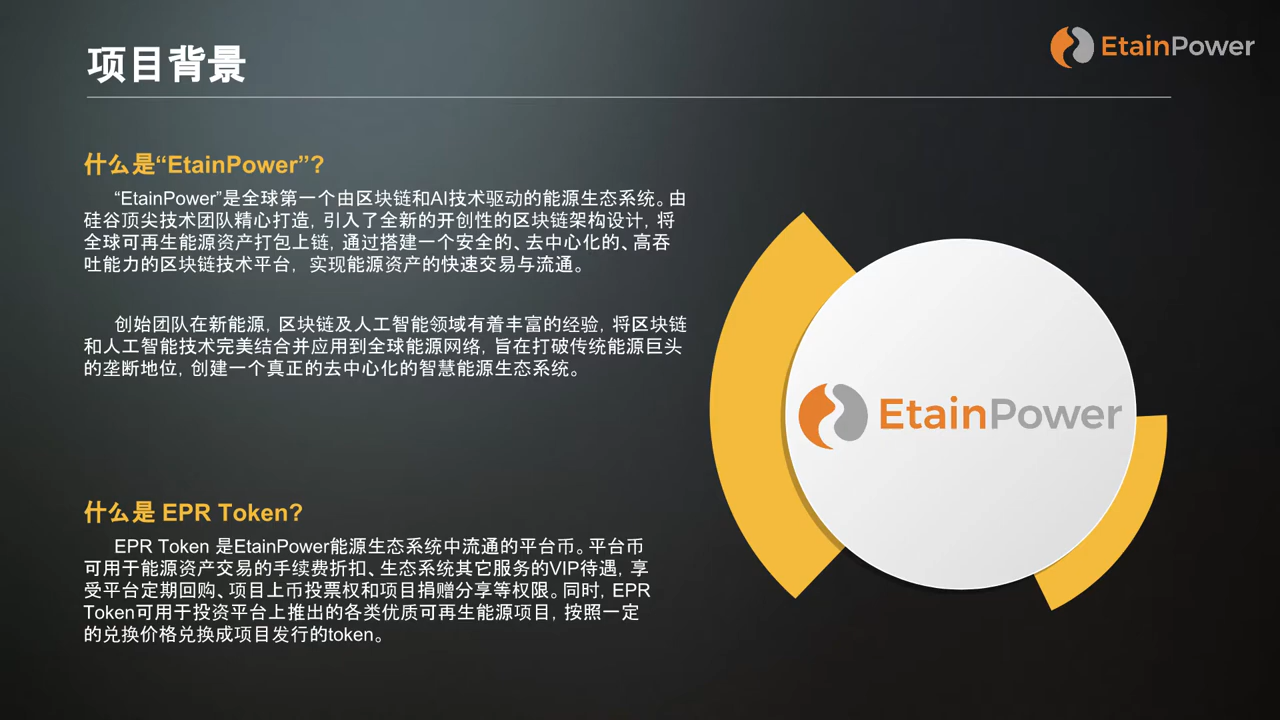 项目背景
EtainPower
什么是“EtainPower”?
“EtainPower”是全球第一个由区块链和AI技术驱动的能源生态系统。由
硅谷顶尖技术团队精心打造，引入了全新的开创性的区块链架构设计，将
全球可再生能源资产打包上链，通过搭建一个安全的、去中心化的、高吞
吐能力的区块链技术平台，实现能源资产的快速交易与流通。
创始团队在新能源，区块链及人工智能领域有着丰富的经验，将区块链
和人工智能技术完美结合并应用到全球能源网络，旨在打破传统能源巨头
的垄断地位，创建一个真正的去中心化的智慧能源生态系统。
EtainPower
什么是 EPR Token?
EPR Token 是EtainPower能源生态系统中流通的平台币。平台币
可用于能源资产交易的手续费折扣、生态系统其它服务的VIP待遇，享
受平台定期回购、项目上币投票权和项目捐赠分享等权限。同时，EPR
Token可用于投资平台上推出的各类优质可再生能源项目，按照一定
的兑换价格兑换成项目发行的token。